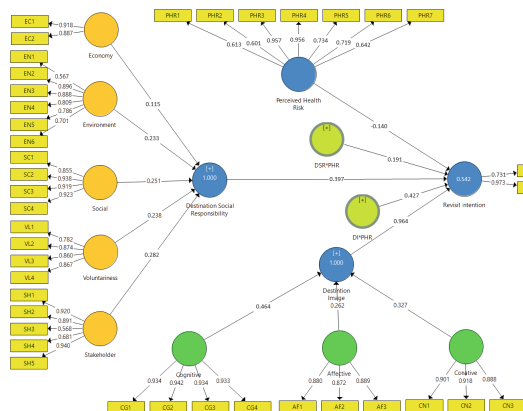 PHR1
PHR2
PHR3
PHR4
PHR5
PHR6
PHR7
0.613
0.601
0.957
0.956
0.734
0.719
0.642
Perceived Health
Risk
EC1
EC2
0.918
0.887
Economy
EN1
EN2
EN3
EN4
EN5
EN6
0.567
0.896
0.888
0.809
0.786
0.701
Environment
SC1
SC2
SC3
SC4
0.855
0.938
0.919
0.923
Social
VL1
VL2
VL3
VL4
0.782
0.874
0.860
0.867
Voluntariness
SH1
SH2
SH3
SH4
SH5
0.920
0.891
0.568
0.681
0.940
Stakeholder
0.115
0.233
0.251
0.238
0.282
[+]
1.000
Destination Social
Responsibility
[+]
DSR*PHR
[+]
DI*PHR
-0.140
0.191
0.397
0.427
0.964
0.542
Revisit intention
0.731
0.973
[+]
1.000
Destintion
Image
0.464
0.262
0.327
Cognitive
Affective
Conative
0.934
0.942
0.934
0.933
0.880
0.872
0.889
0.901
0.918
0.888
CG1
CG2
CG3
CG4
AF1
AF2
AF3
CN1
CN2
CN3